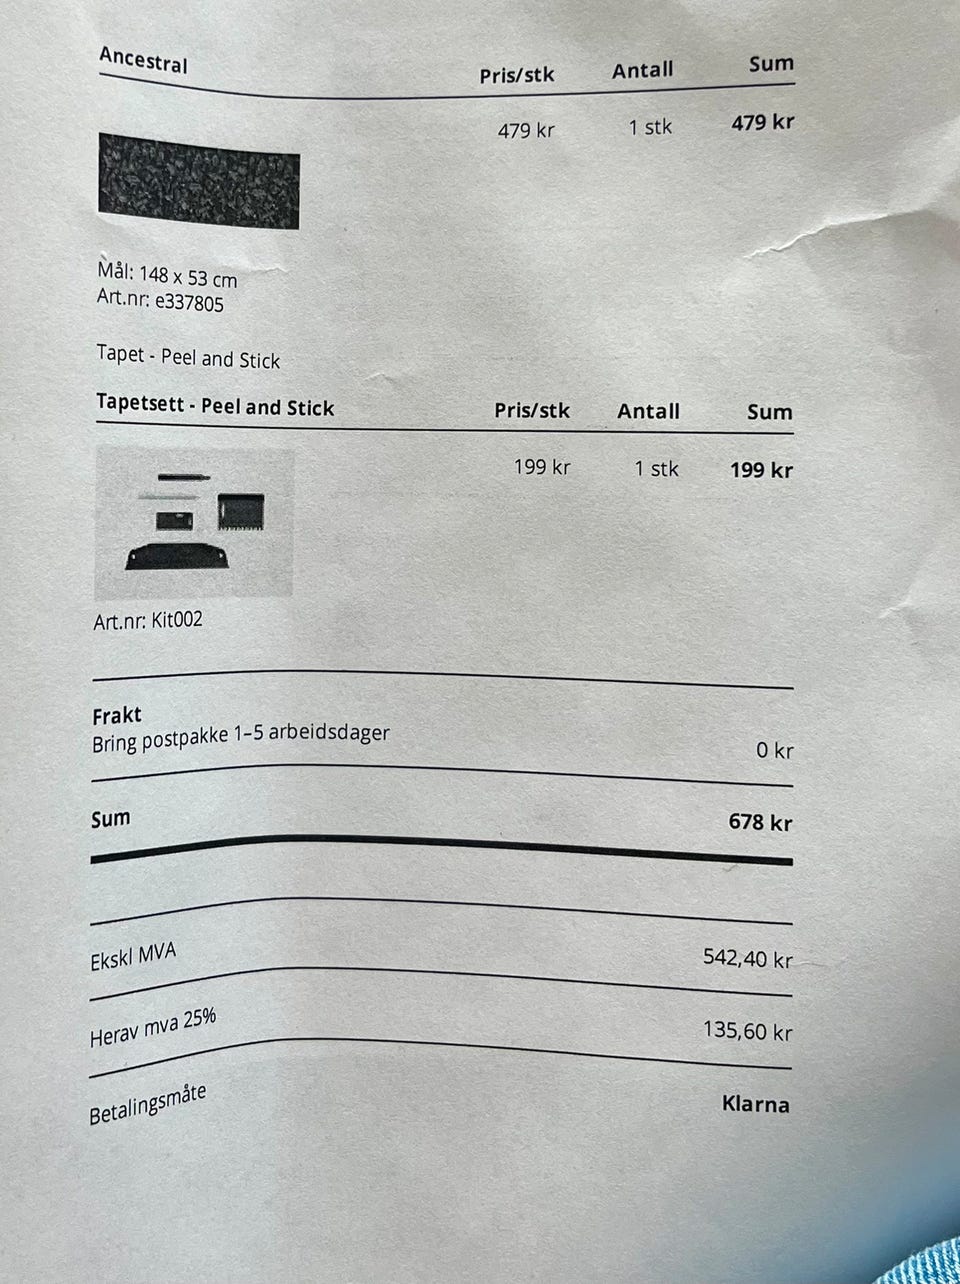 Ancestral Pris/stk Antall Sum
479 kr 1 stk 479 kr
Mål: 148 x 53 cm
Art.nr: e337805
Tapet - Peel and Stick
Tapetsett - Peel and Stick Pris/stk Antall Sum
199 kr 1 stk 199 kr
Art.nr: Kit002
Frakt
Bring postpakke 1–5 arbeidsdager 0 kr
Sum 678 kr
Ekskl MVA 542,40 kr
Herav mva 25% 135,60 kr
Betalingsmåte Klarna